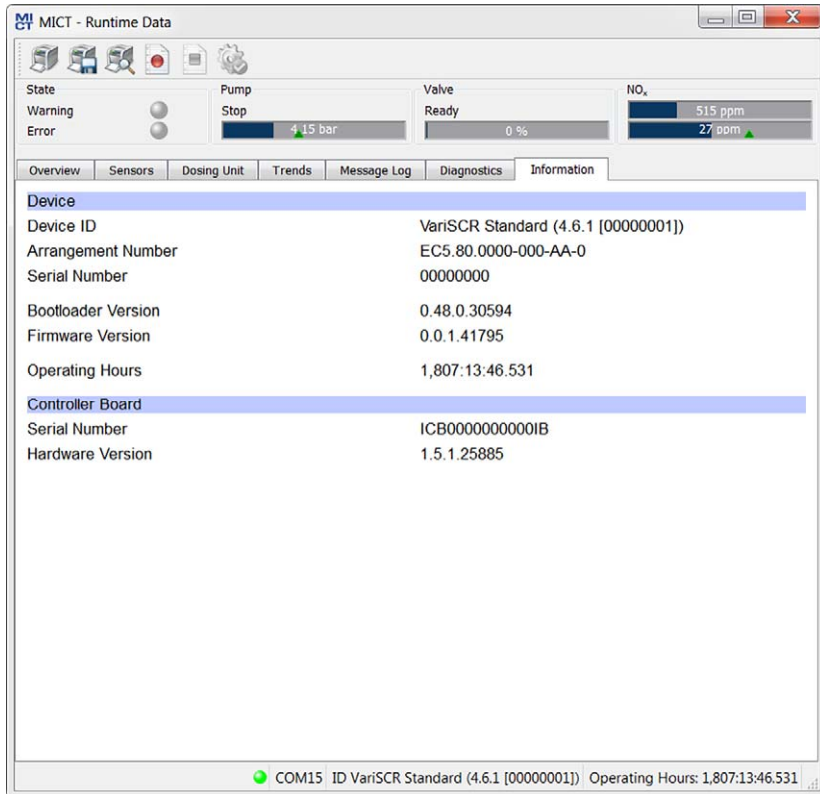 MICT MICT - Runtime Data
State Pump Valve NOx
Warning Stop Ready 515 ppm
Error 4.15 bar 0 % 27 ppm
Overview Sensors Dosing Unit Trends Message Log Diagnostics Information
Device
Device ID VariSCR Standard (4.6.1 [00000001])
Arrangement Number EC5.80.0000-000-AA-0
Serial Number 00000000
Bootloader Version 0.48.0.30594
Firmware Version 0.0.1.41795
Operating Hours 1,807:13:46.531
Controller Board
Serial Number ICB0000000000IB
Hardware Version 1.5.1.25885
COM15 ID VariSCR Standard (4.6.1 [00000001]) Operating Hours: 1,807:13:46.531